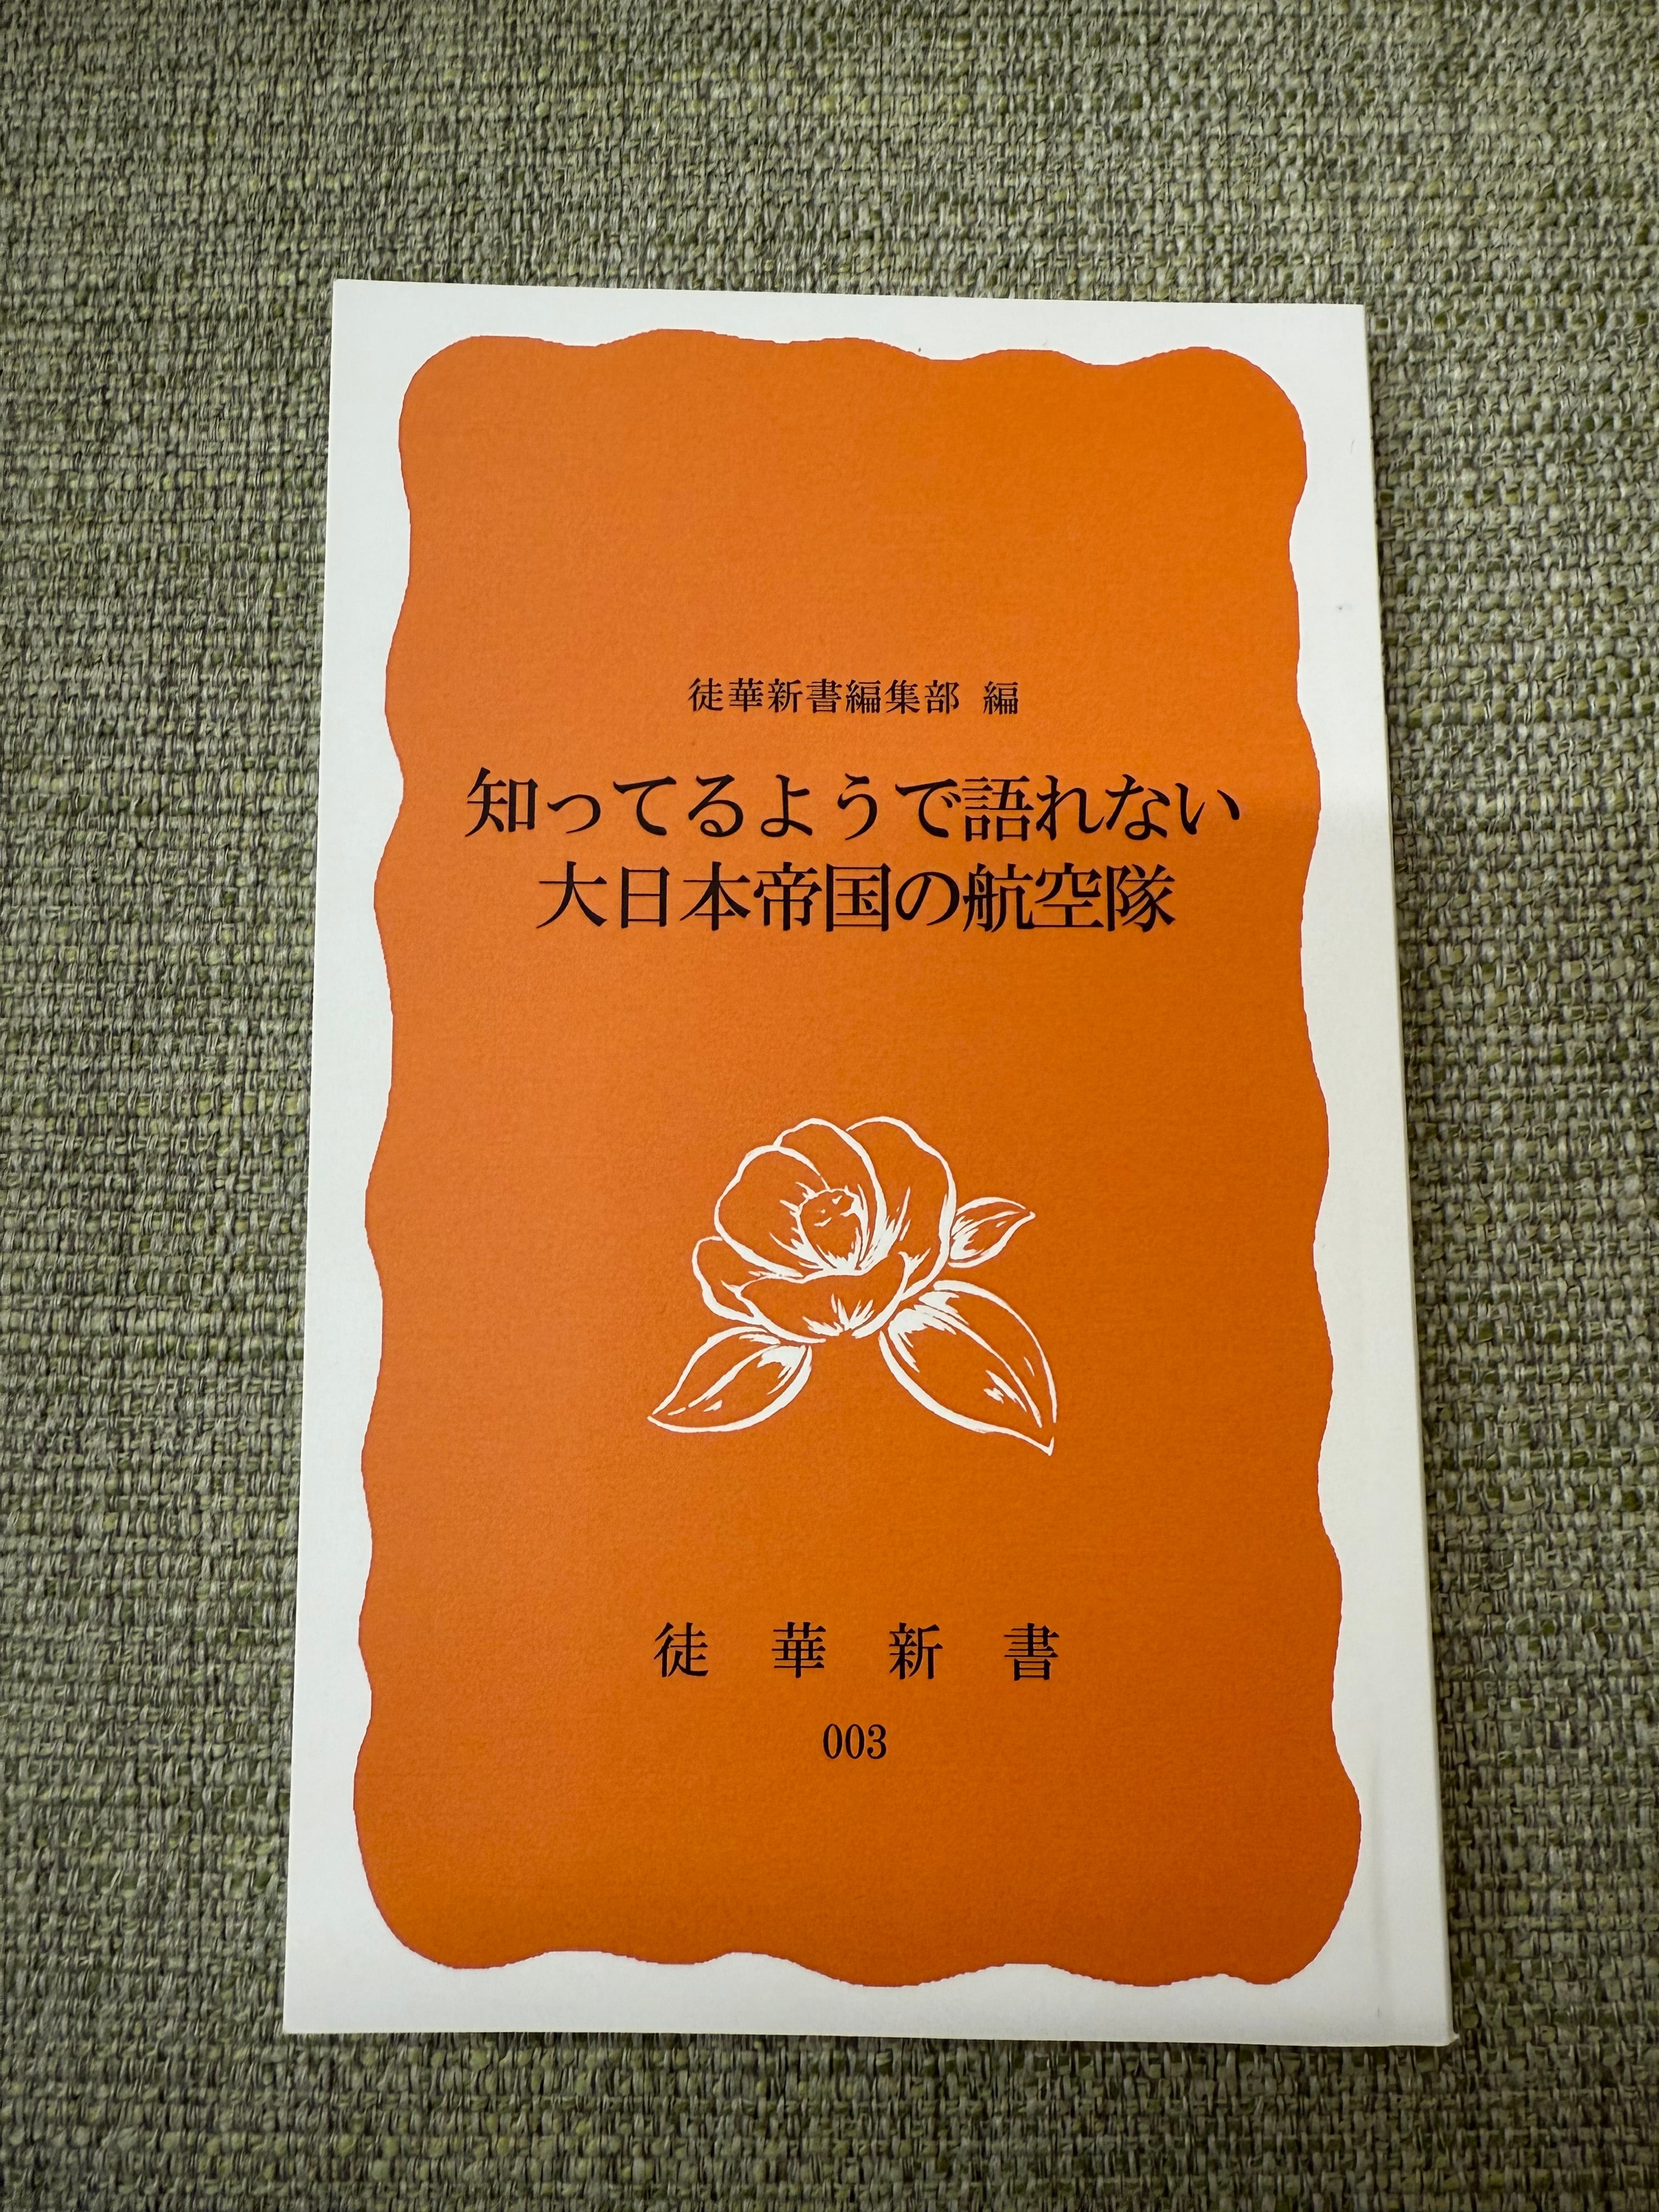 徒華新書編集部 編
知ってるようで語れない
大日本帝国の航空隊
徒華新書
003